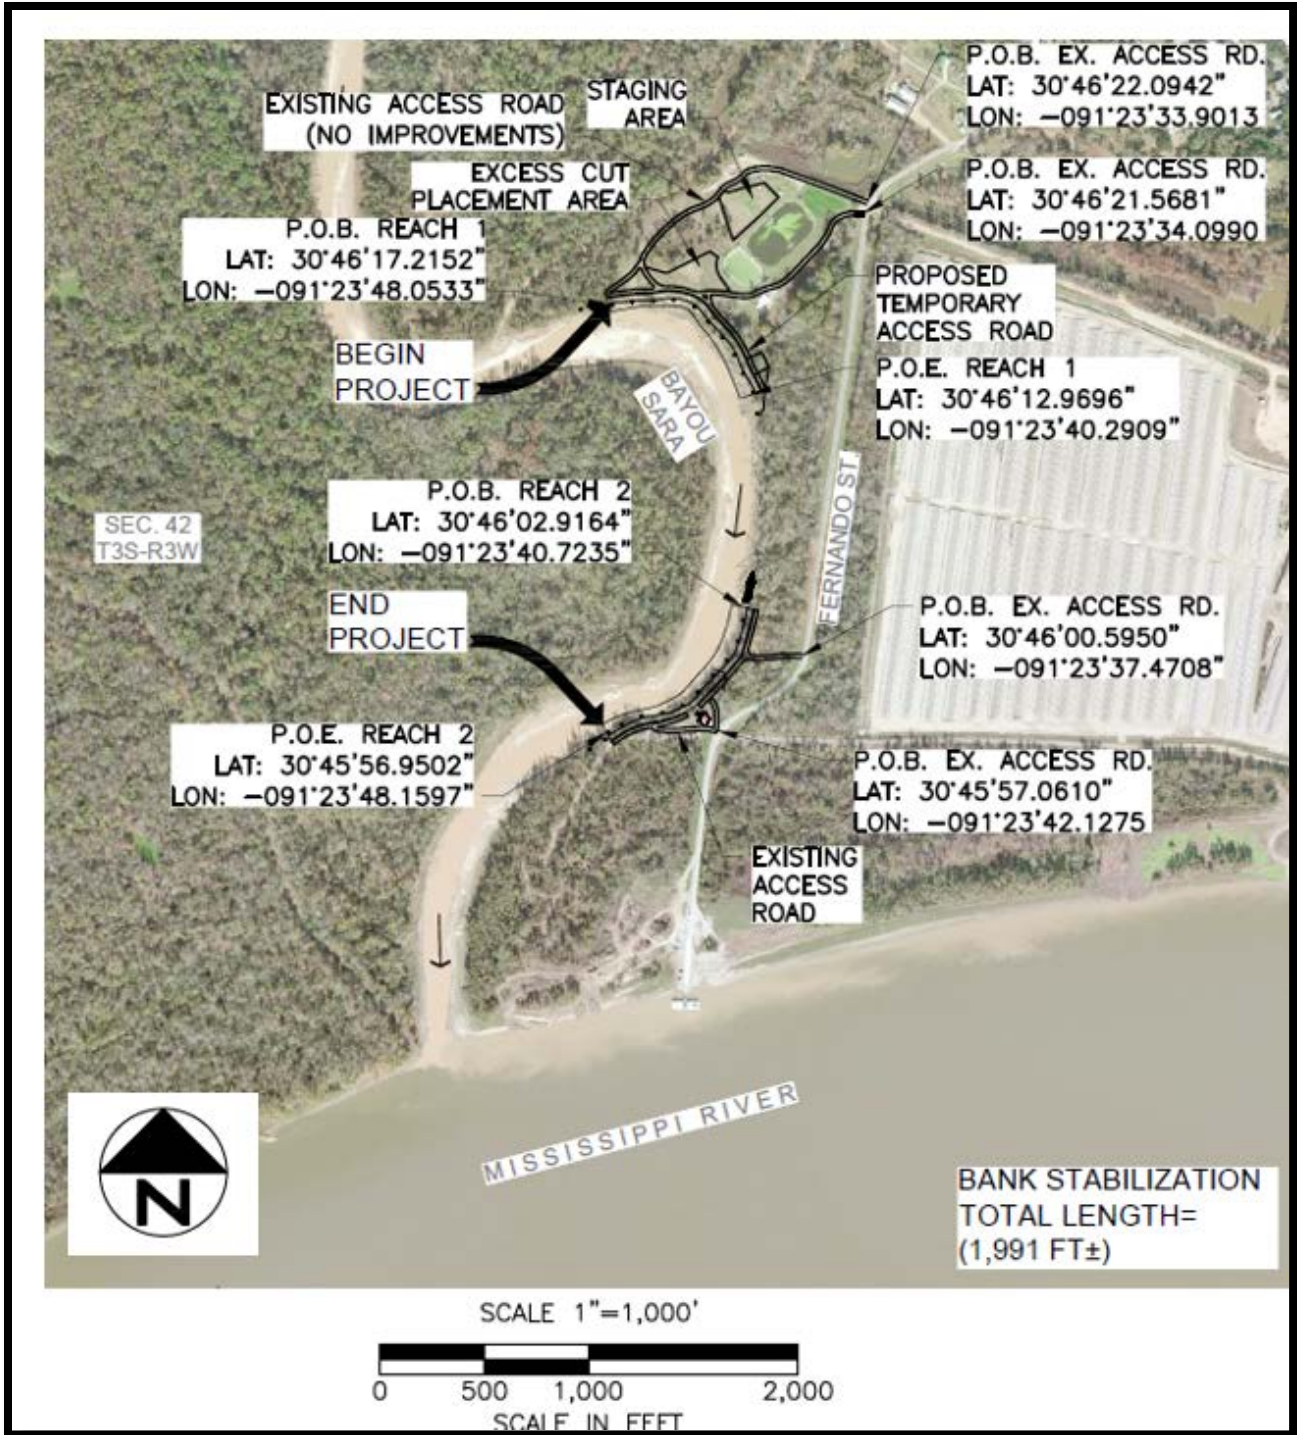 P.O.B. EX. ACCESS RD.
LAT: 30°46'22.0942"
LON: -091°23'33.9013
STAGING
AREA
EXISTING ACCESS ROAD
(NO IMPROVEMENTS)
EXCESS CUT
PLACEMENT AREA
P.O.B. EX. ACCESS RD.
LAT: 30°46'21.5681"
LON: -091°23'34.0990
P.O.B. REACH 1
LAT: 30°46'17.2152"
LON: -091°23'48.0533"
PROPOSED
TEMPORARY
ACCESS ROAD
BEGIN
PROJECT
P.O.E. REACH 1
LAT: 30°46'12.9696"
LON: -091°23'40.2909"
BAYOU
SARA
FERNANDO ST.
P.O.B. REACH 2
LAT: 30°46'02.9164"
LON: -091°23'40.7235"
SEC. 42
T3S-R3W
END
PROJECT
P.O.B. EX. ACCESS RD.
LAT: 30°46'00.5950"
LON: -091°23'37.4708"
P.O.E. REACH 2
LAT: 30°45'56.9502"
LON: -091°23'48.1597"
P.O.B. EX. ACCESS RD.
LAT: 30°45'57.0610"
LON: -091°23'42.1275
EXISTING
ACCESS
ROAD
MISSISSIPPI RIVER
N
BANK STABILIZATION
TOTAL LENGTH=
(1,991 FT±)
SCALE 1"=1,000'
0 500 1,000 2,000
SCALE IN FEET